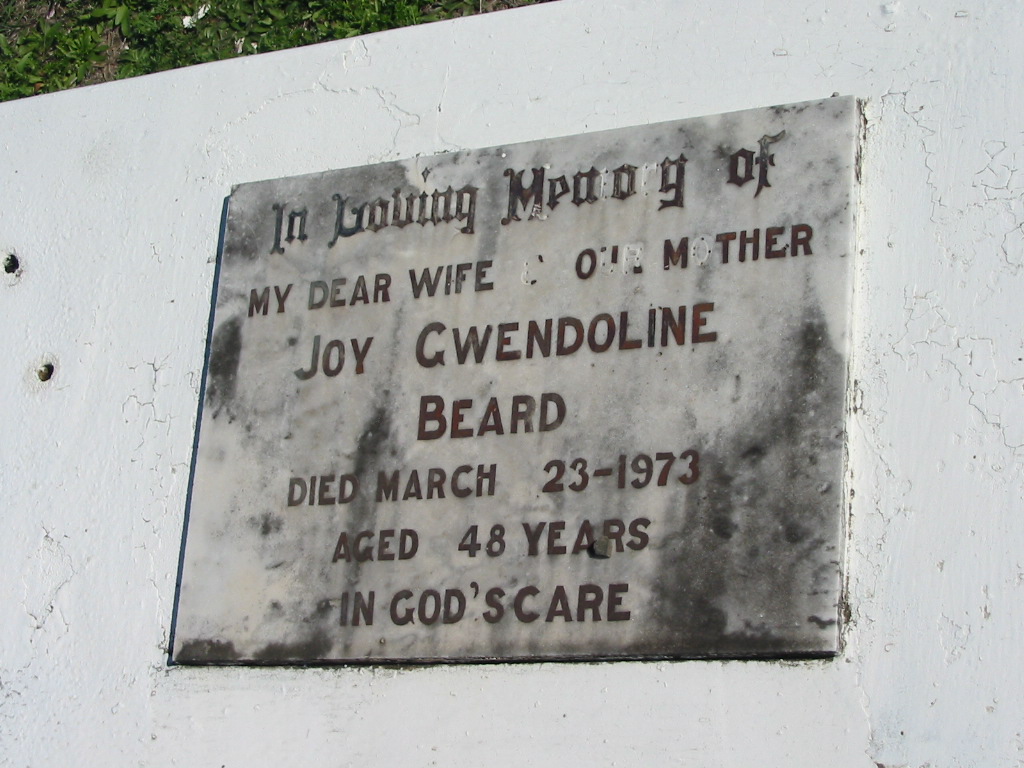 In Loving Memory of
MY DEAR WIFE & OUR MOTHER
JOY GWENDOLINE
BEARD
DIED MARCH 23-1973
AGED 48 YEARS
IN GOD'S CARE